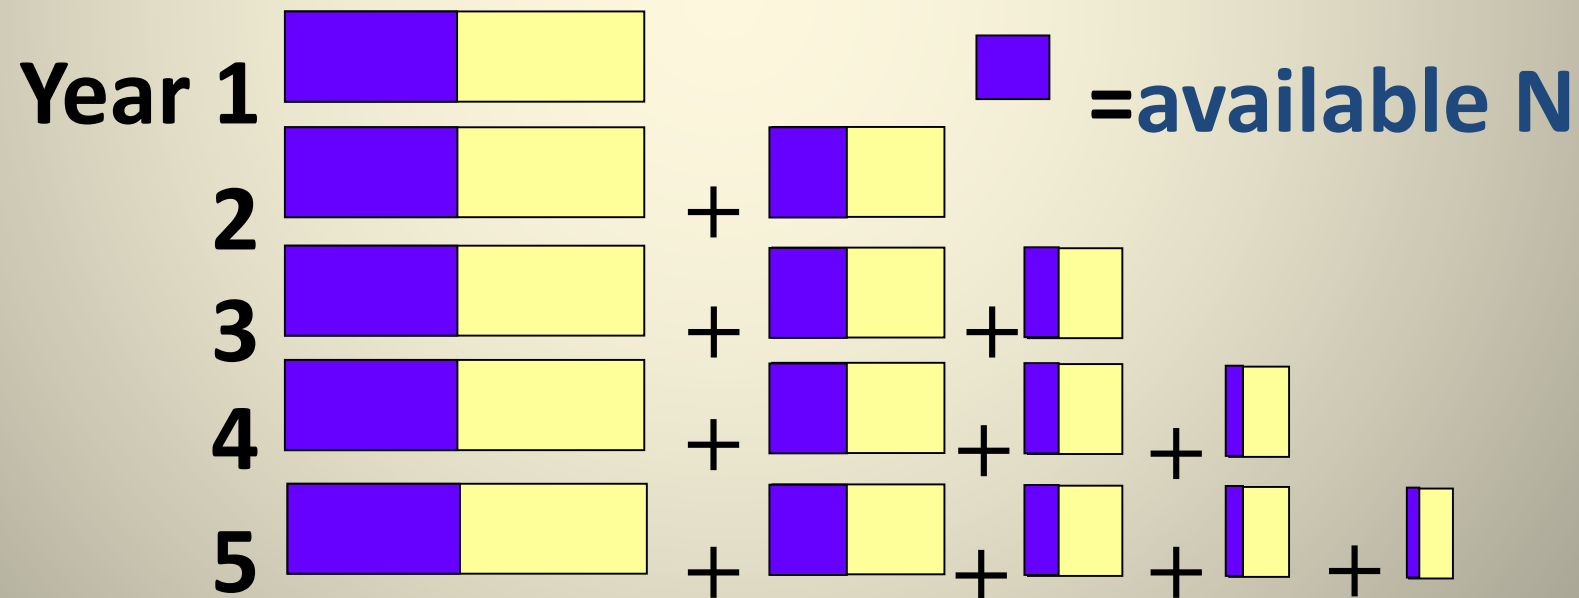 Year 1
=available N
2
+
3
+ +
4
+ + +
5
+ + + +